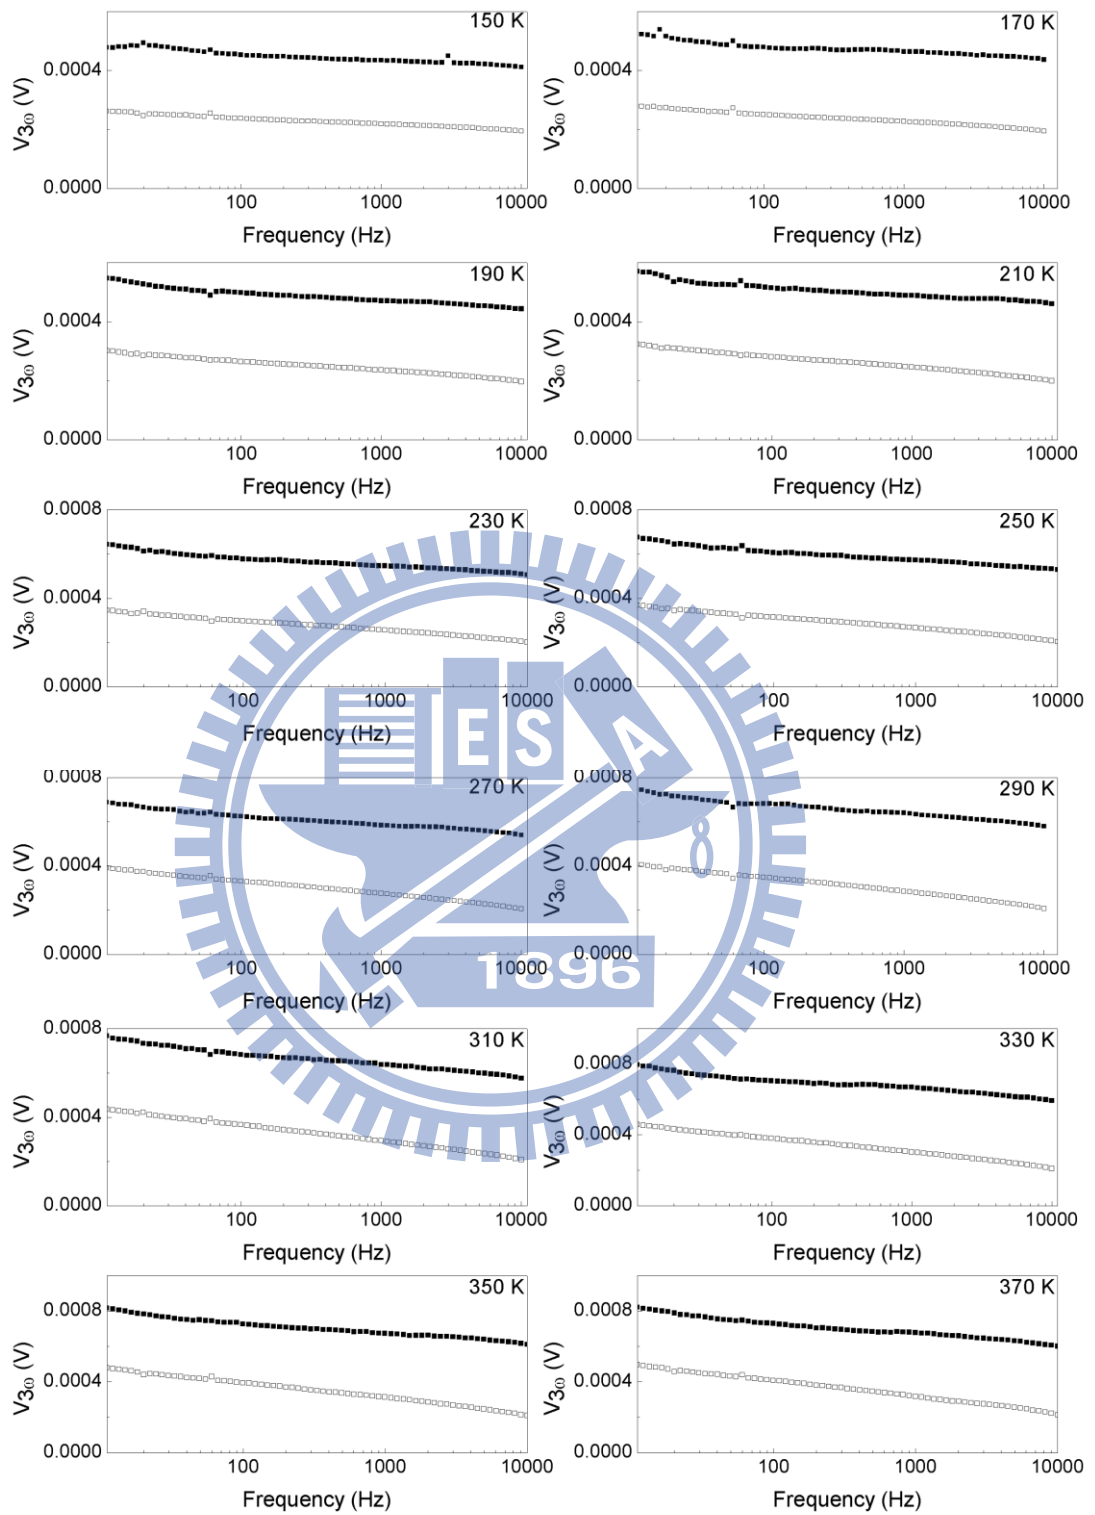 150 K
V3ω (V)
0.0004
0.0000
100 1000 10000
Frequency (Hz)
170 K
V3ω (V)
0.0004
0.0000
100 1000 10000
Frequency (Hz)
190 K
V3ω (V)
0.0004
0.0000
100 1000 10000
Frequency (Hz)
210 K
V3ω (V)
0.0004
0.0000
100 1000 10000
Frequency (Hz)
230 K
V3ω (V)
0.0008
0.0004
0.0000
100 1000 10000
Frequency (Hz)
250 K
V3ω (V)
0.0008
0.0004
0.0000
100 1000 10000
Frequency (Hz)
ESA
270 K
V3ω (V)
0.0008
0.0004
0.0000
100 1000 10000
Frequency (Hz)
290 K
V3ω (V)
0.0008
0.0004
0.0000
100 1000 10000
Frequency (Hz)
8
1896
310 K
V3ω (V)
0.0008
0.0004
0.0000
100 1000 10000
Frequency (Hz)
330 K
V3ω (V)
0.0008
0.0004
0.0000
100 1000 10000
Frequency (Hz)
350 K
V3ω (V)
0.0008
0.0004
0.0000
100 1000 10000
Frequency (Hz)
370 K
V3ω (V)
0.0008
0.0004
0.0000
100 1000 10000
Frequency (Hz)